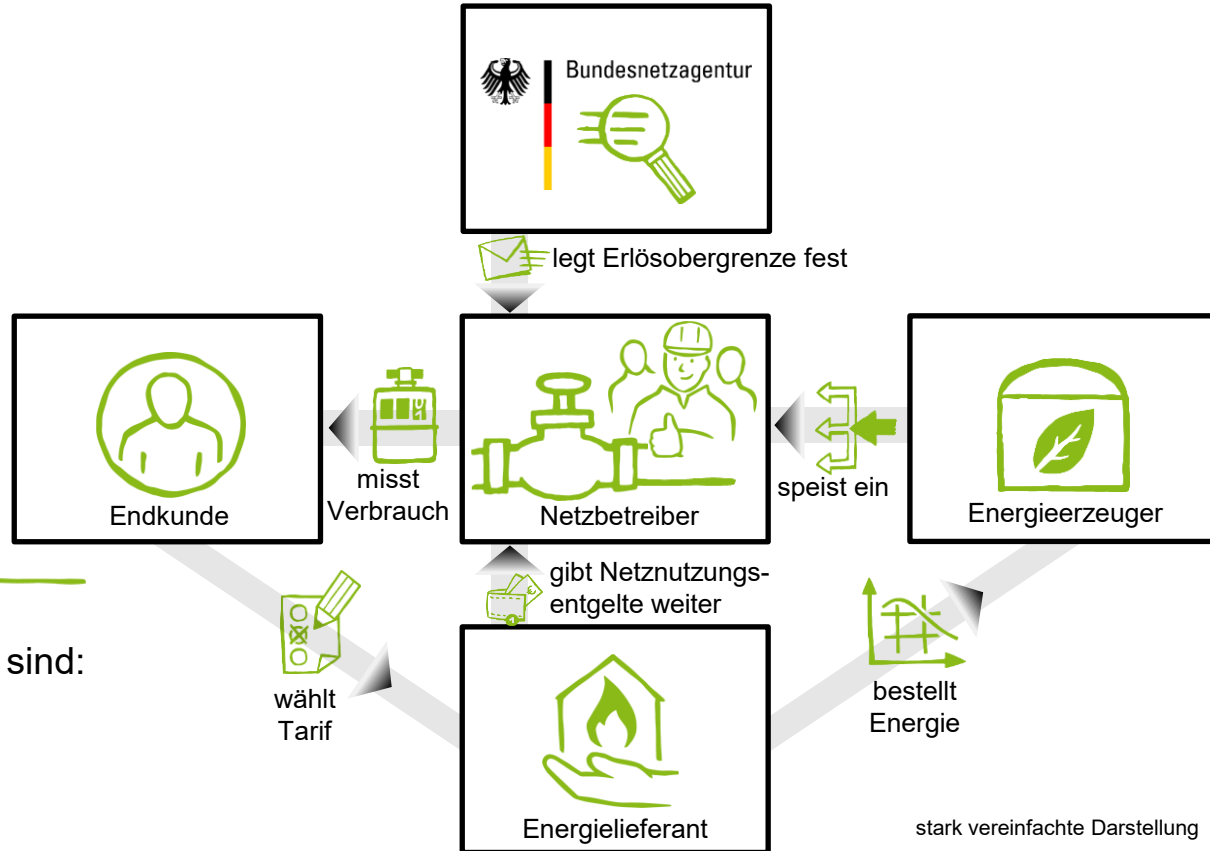 Bundesnetzagentur
legt Erlösobergrenze fest
misst
Verbrauch
Endkunde
Netzbetreiber
speist ein
Energieerzeuger
gibt Netznutzungs-
entgelte weiter
sind:
wählt
Tarif
bestellt
Energie
Energielieferant
stark vereinfachte Darstellung